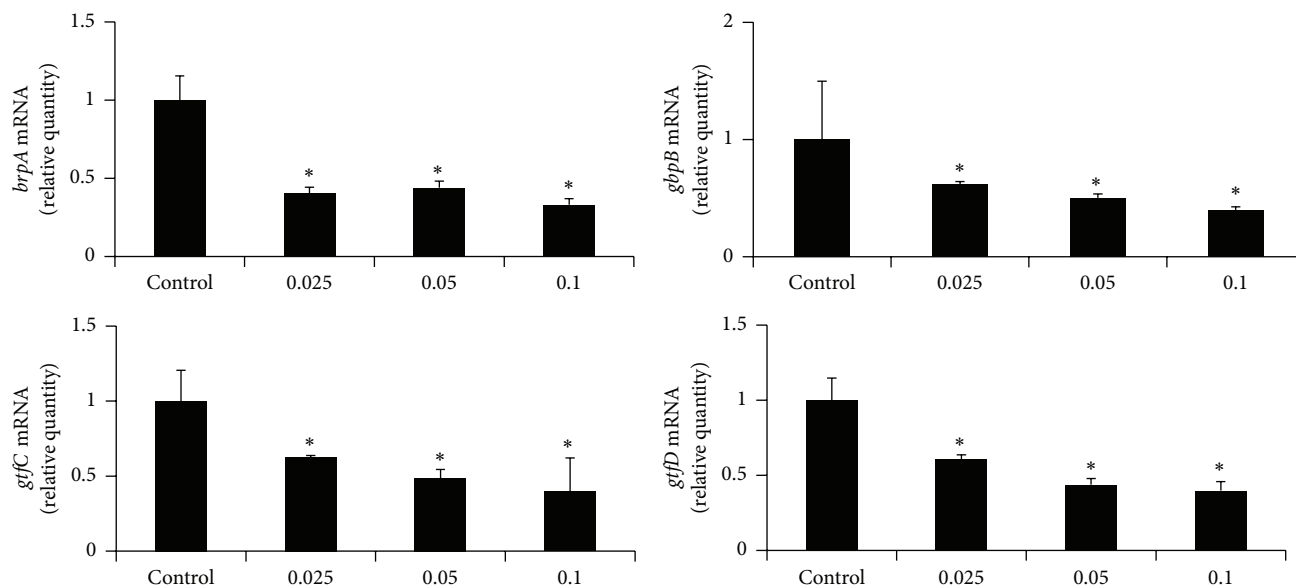 1.5
1
0.5
0
brpA mRNA
(relative quantity)
* * *
Control 0.025 0.05 0.1
2
1
0
gbpB mRNA
(relative quantity)
* * *
Control 0.025 0.05 0.1
1.5
1
0.5
0
gtfC mRNA
(relative quantity)
* * *
Control 0.025 0.05 0.1
1.5
1
0.5
0
gtfD mRNA
(relative quantity)
* * *
Control 0.025 0.05 0.1